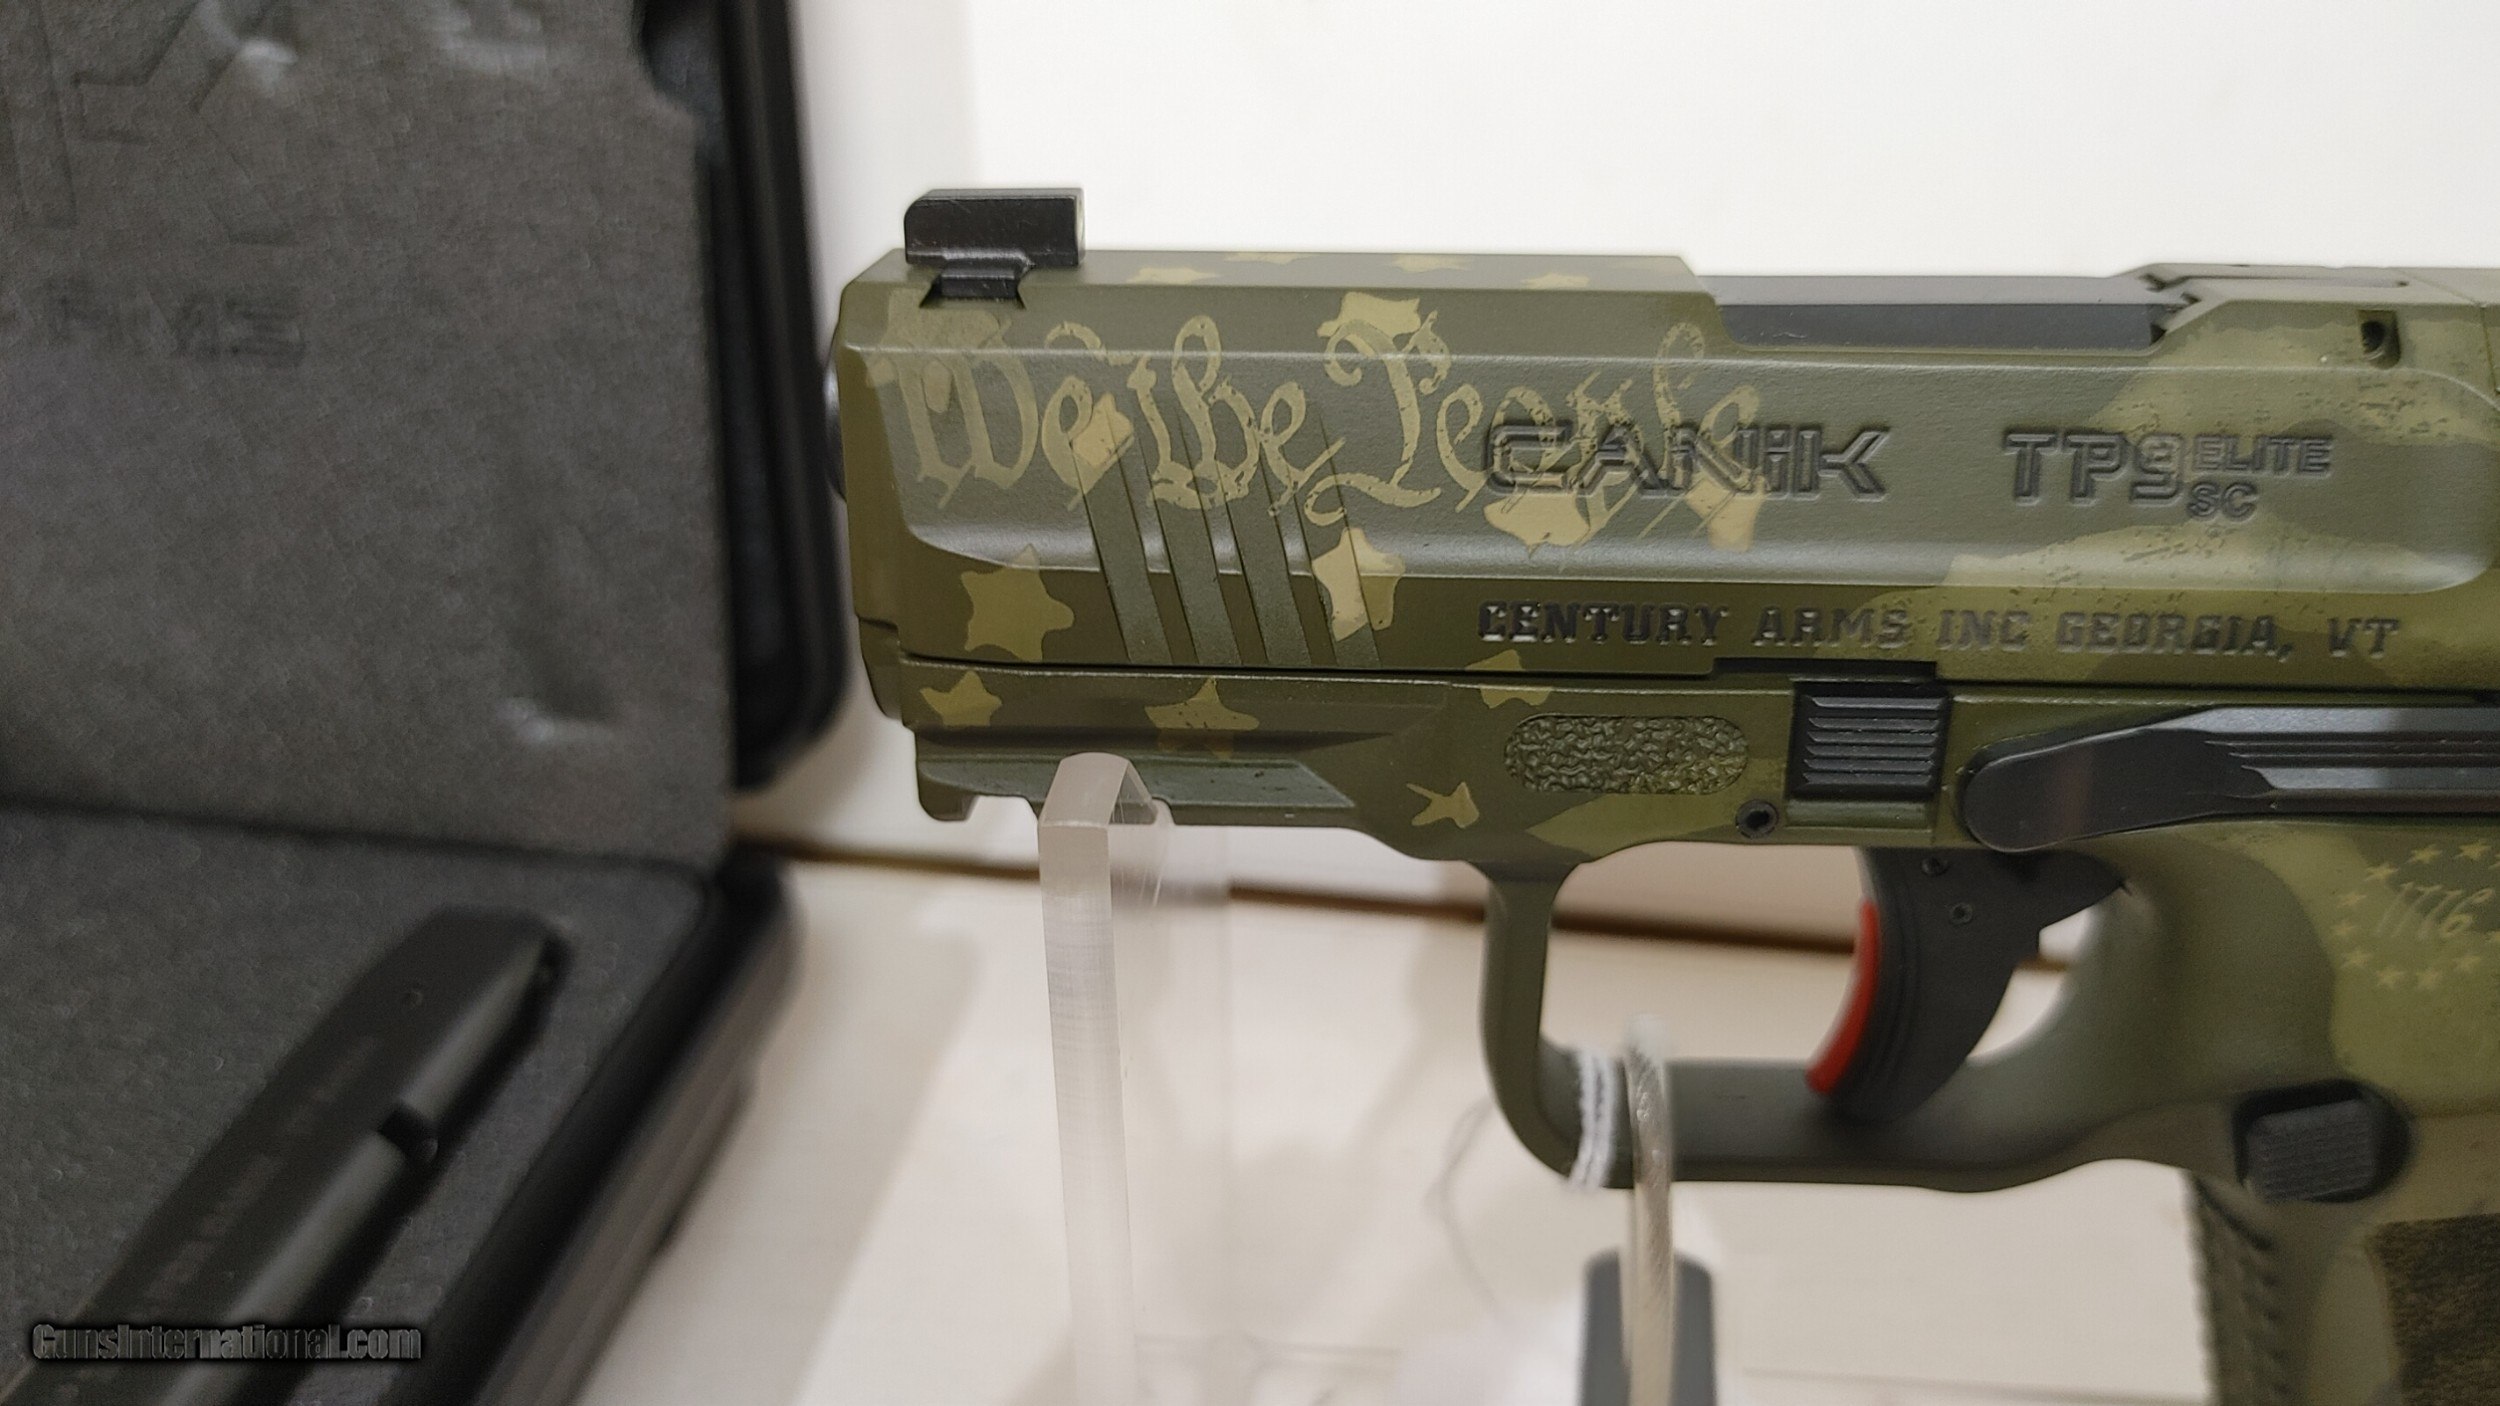 We the People
CANiK TP9 ELITE
SC
CENTURY ARMS INC GEORGIA, VT
1776
GunsInternational.com